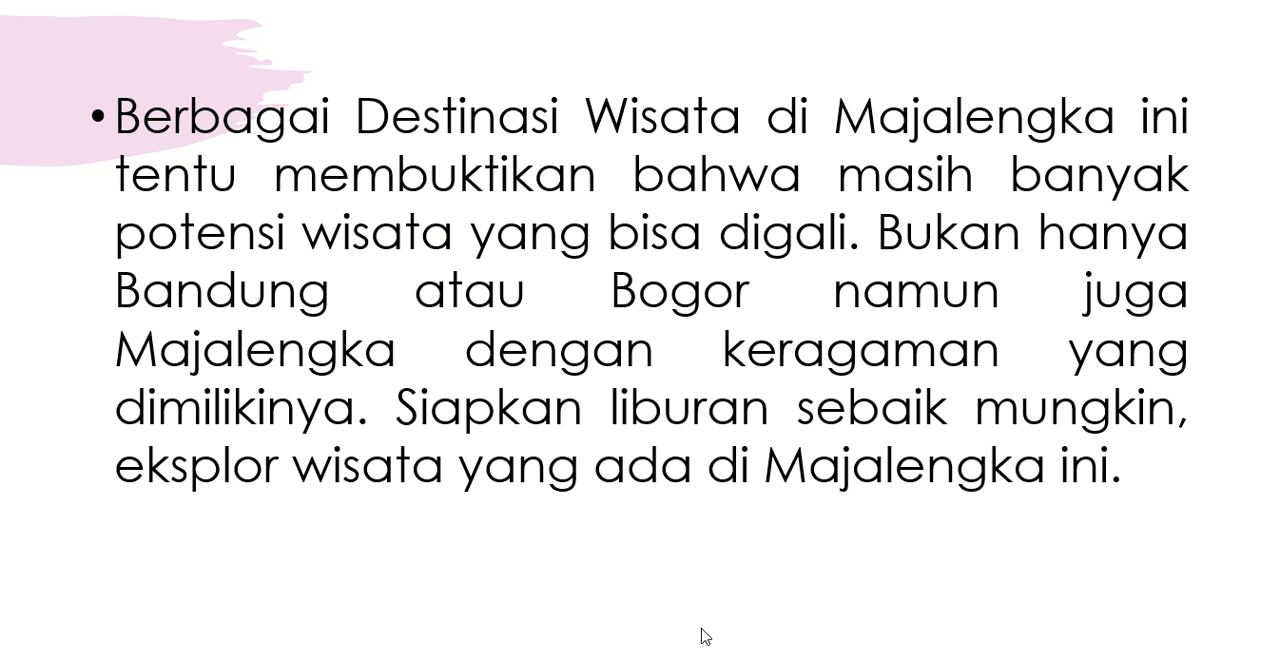 • Berbagai Destinasi Wisata di Majalengka ini
tentu membuktikan bahwa masih banyak
potensi wisata yang bisa digali. Bukan hanya
Bandung atau Bogor namun juga
Majalengka dengan keragaman yang
dimilikinya. Siapkan liburan sebaik mungkin,
eksplor wisata yang ada di Majalengka ini.